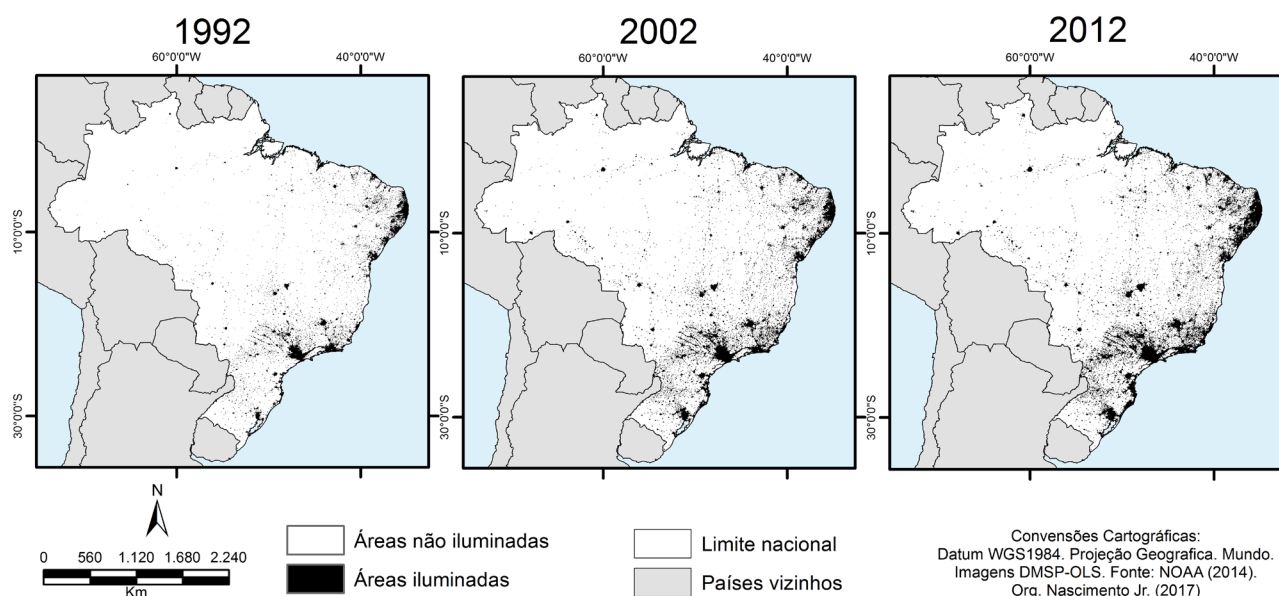 1992
2002
2012
60°0'0"W
40°0'0"W
60°0'0"W
40°0'0"W
60°0'0"W
40°0'0"W
10°0'0"S
10°0'0"S
10°0'0"S
30°0'0"S
30°0'0"S
30°0'0"S
N
0 560 1.120 1.680 2.240
Km
Áreas não iluminadas
Áreas iluminadas
Limite nacional
Países vizinhos
Convensões Cartográficas:
Datum WGS1984. Projeção Geografica. Mundo.
Imagens DMSP-OLS. Fonte: NOAA (2014).
Org. Nascimento Jr. (2017)